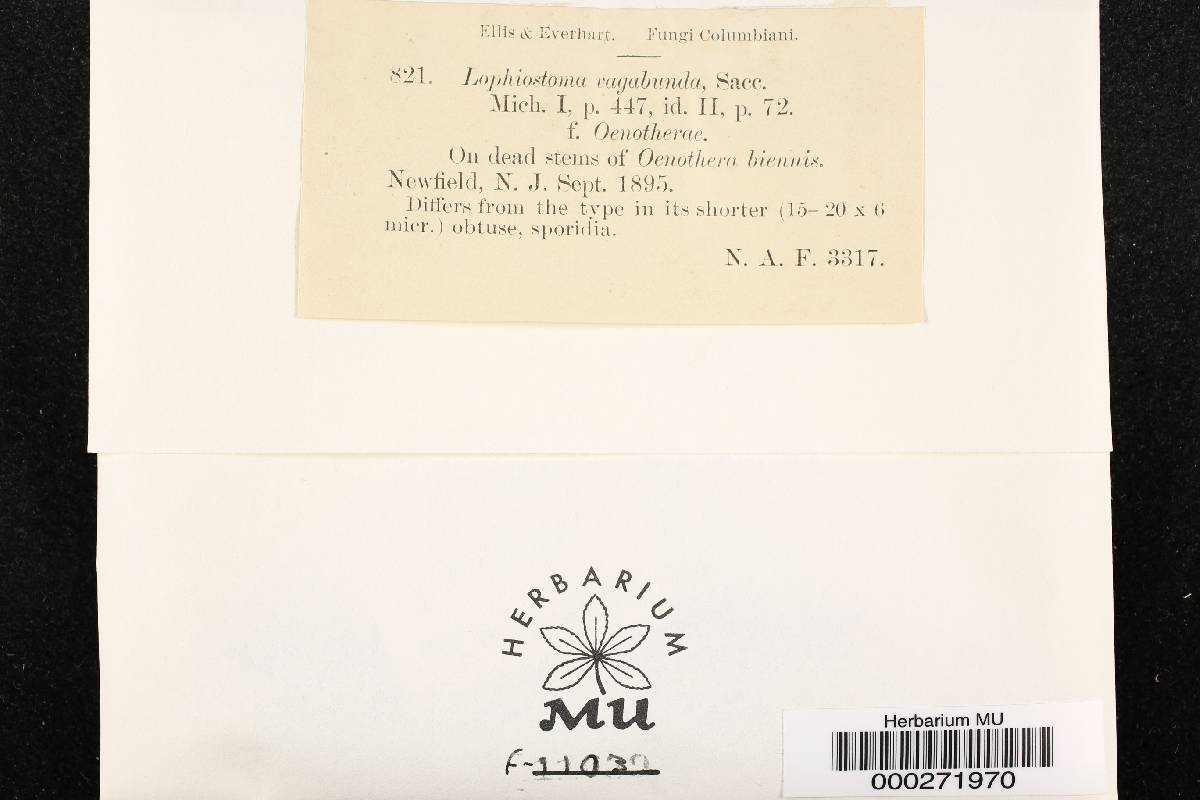 Ellis & Everhart. Fungi Columbiani.
821. Lophiostoma vagabunda, Sacc.
Mich. I, p. 447, id. II, p. 72.
f. Oenotherae.
On dead stems of Oenothera biennis.
Newfield, N. J. Sept. 1895.
Differs from the type in its shorter (15– 20 x 6
micr.) obtuse, sporidia.
N. A. F. 3317.
HERBARIUM
MU
Herbarium MU
000271970